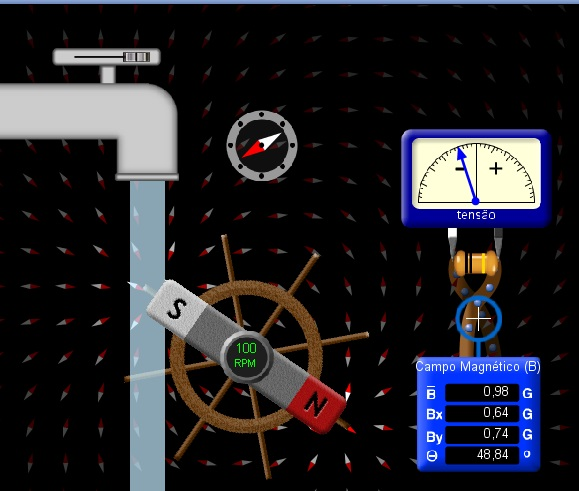 - +
tensão
S
100
RPM
N
Campo Magnético (B)
B̅ 0,98 G
Bx 0,64 G
By 0,74 G
Θ 48,84 º